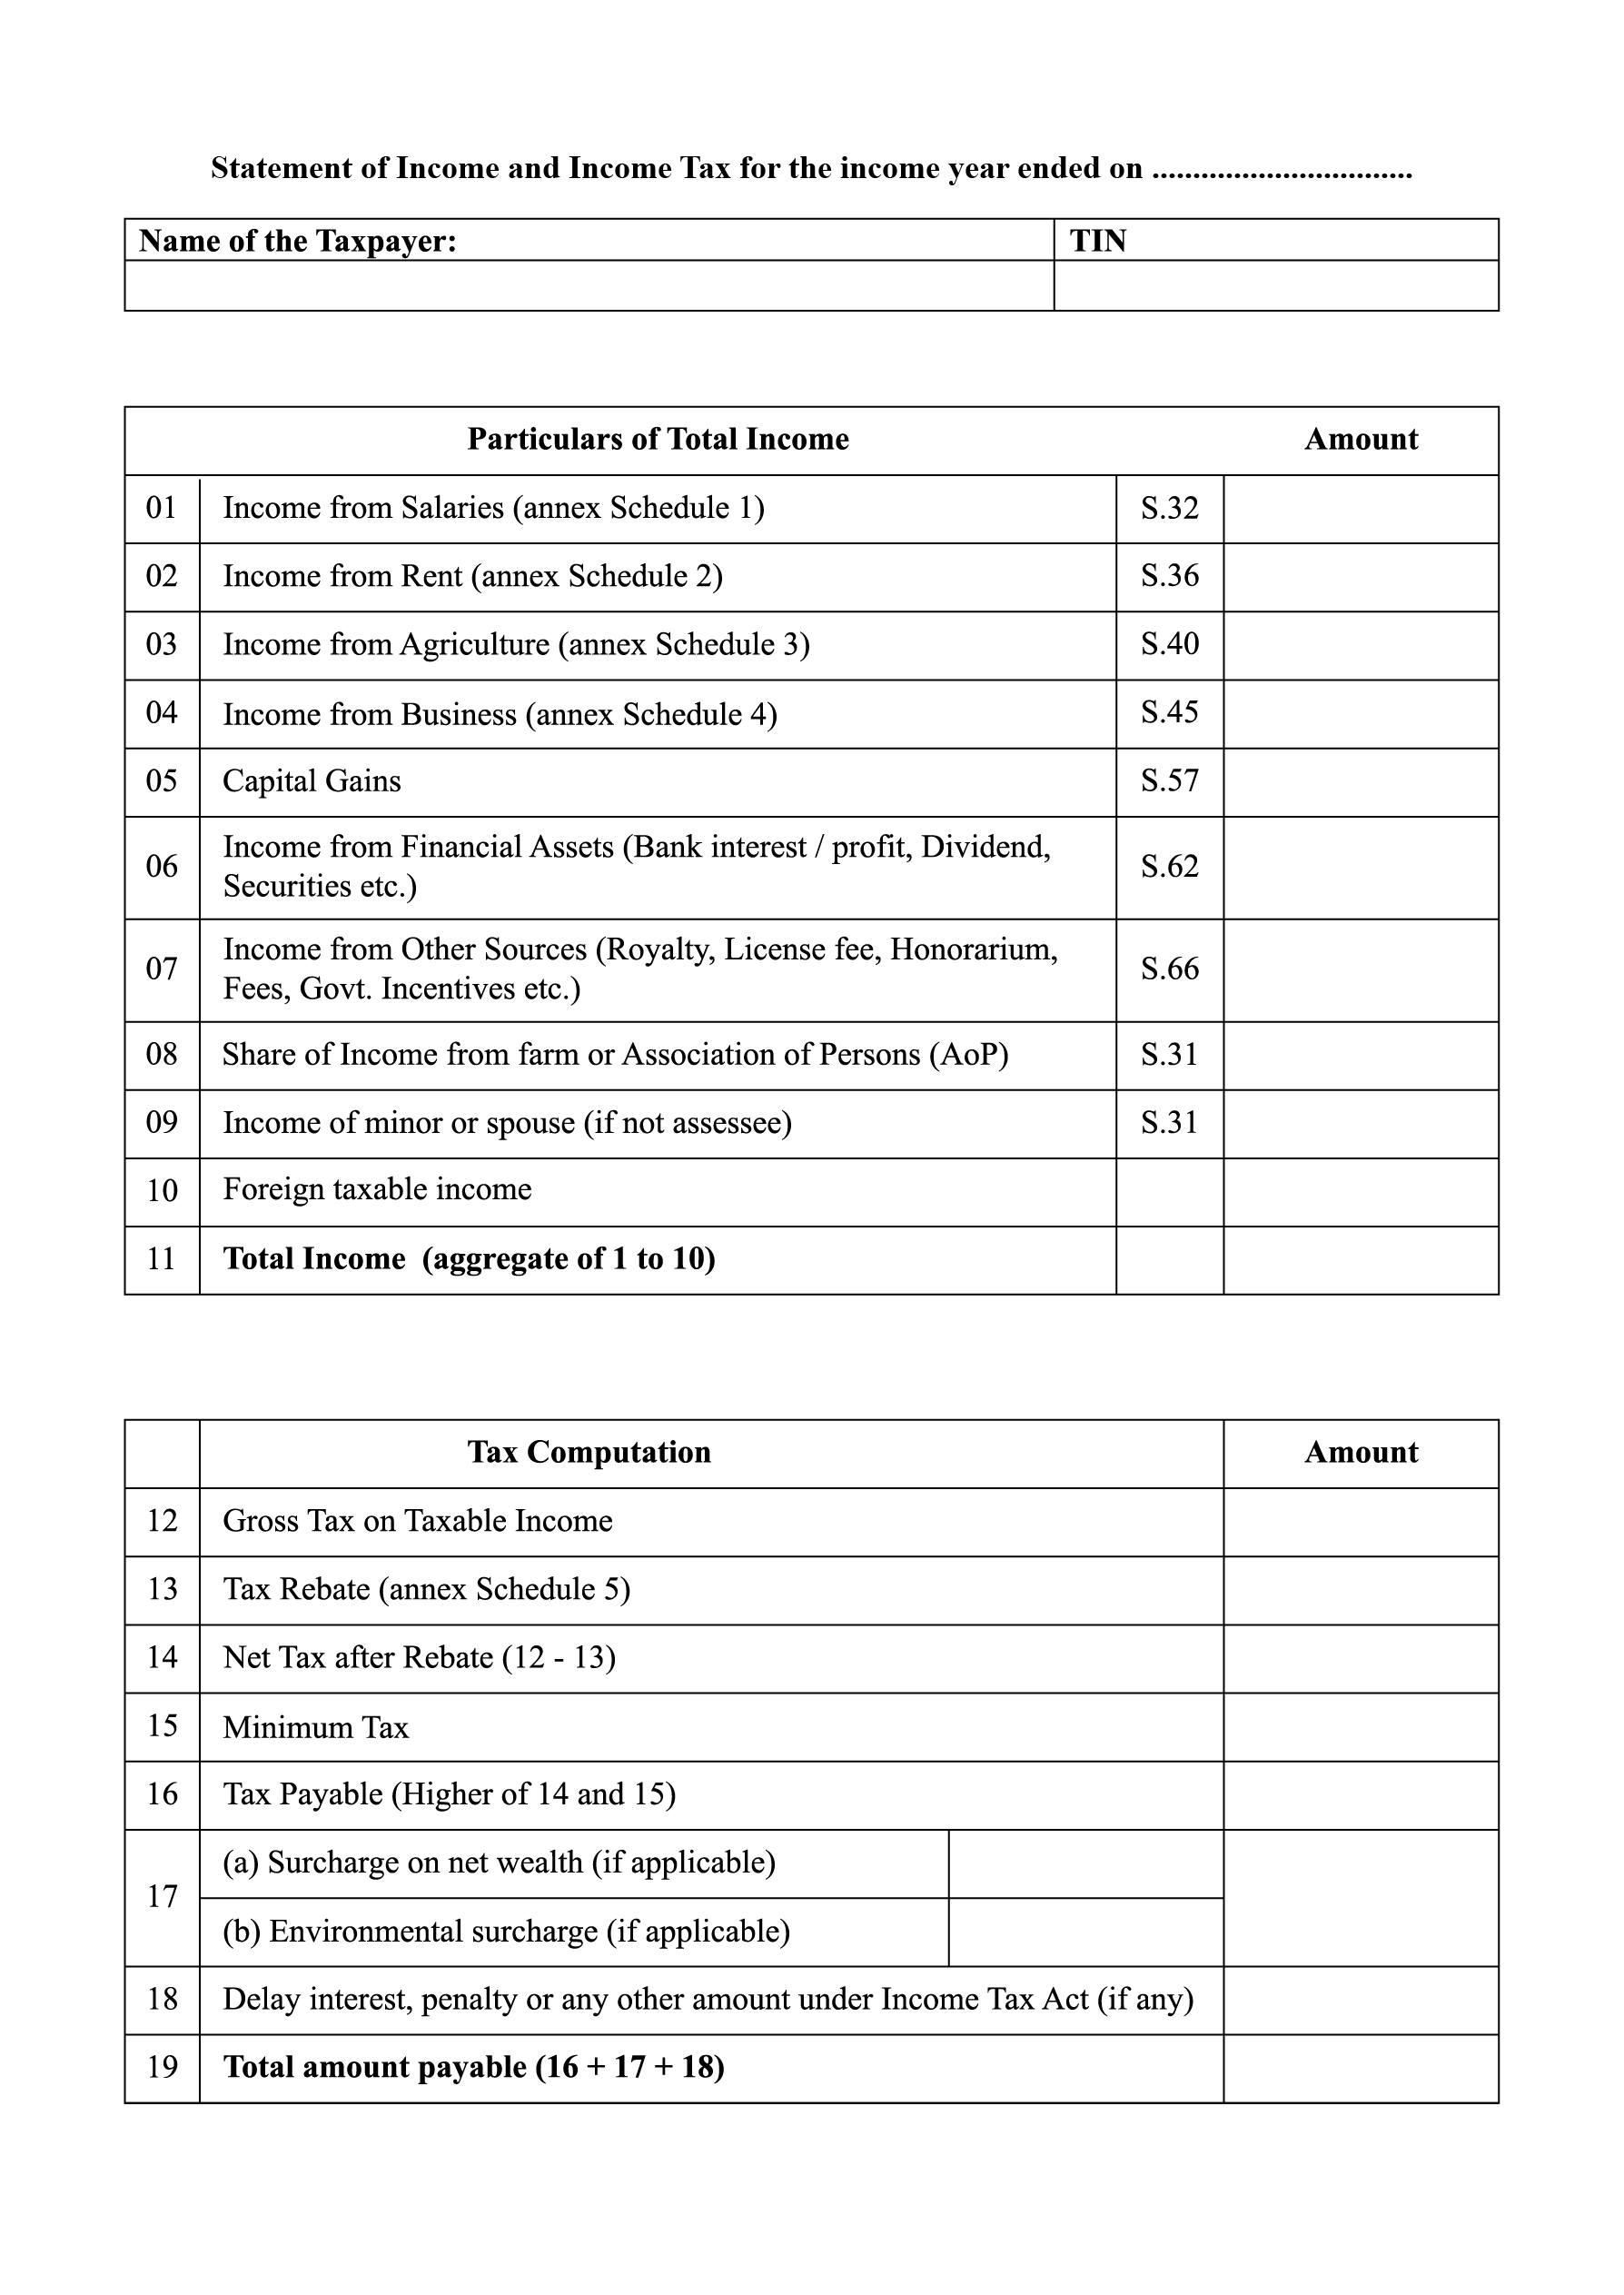 Statement of Income and Income Tax for the income year ended on ................................
Name of the Taxpayer: TIN
Particulars of Total Income Amount
01 Income from Salaries (annex Schedule 1) S.32
02 Income from Rent (annex Schedule 2) S.36
03 Income from Agriculture (annex Schedule 3) S.40
04 Income from Business (annex Schedule 4) S.45
05 Capital Gains S.57
06 Income from Financial Assets (Bank interest / profit, Dividend,
Securities etc.) S.62
07 Income from Other Sources (Royalty, License fee, Honorarium,
Fees, Govt. Incentives etc.) S.66
08 Share of Income from farm or Association of Persons (AoP) S.31
09 Income of minor or spouse (if not assessee) S.31
10 Foreign taxable income
11 Total Income (aggregate of 1 to 10)
Tax Computation Amount
12 Gross Tax on Taxable Income
13 Tax Rebate (annex Schedule 5)
14 Net Tax after Rebate (12 - 13)
15 Minimum Tax
16 Tax Payable (Higher of 14 and 15)
17 (a) Surcharge on net wealth (if applicable)
(b) Environmental surcharge (if applicable)
18 Delay interest, penalty or any other amount under Income Tax Act (if any)
19 Total amount payable (16 + 17 + 18)